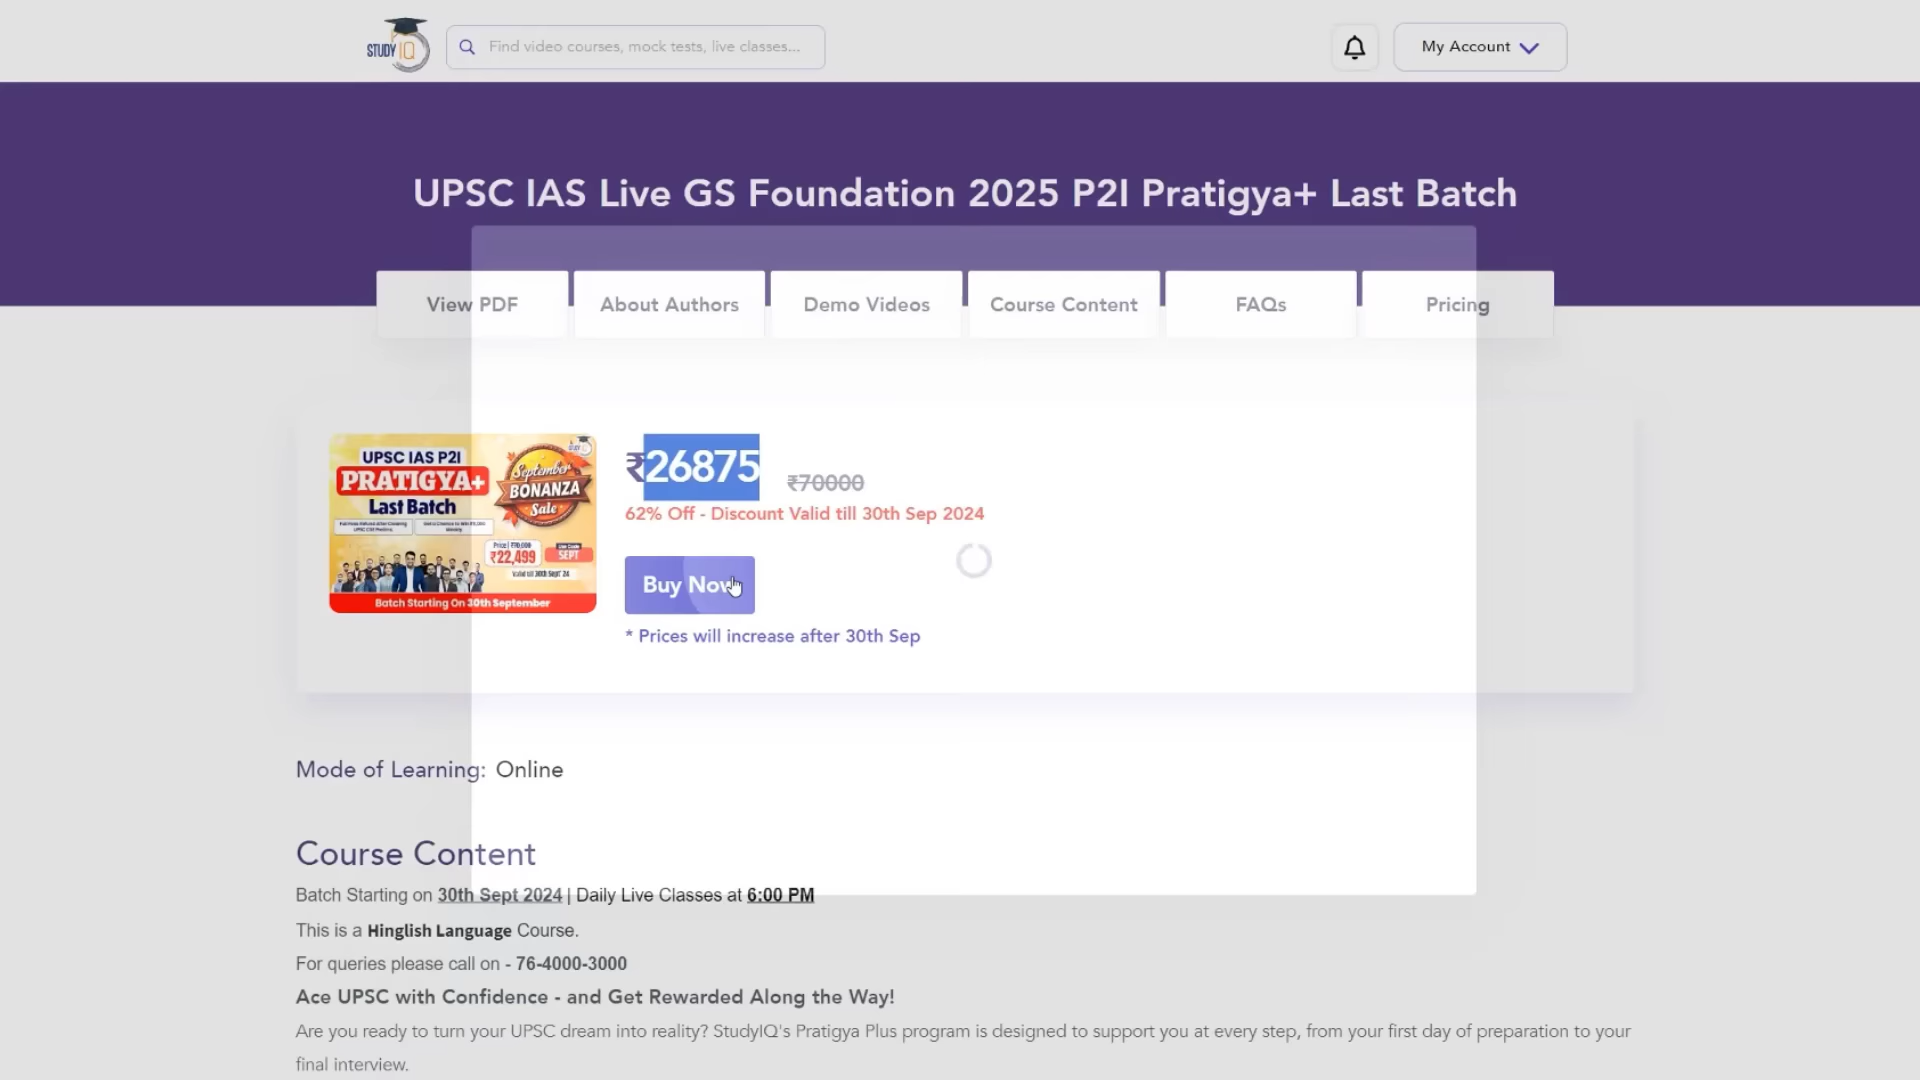 STUDY IQ
Find video courses, mock tests, live classes...
My Account
UPSC IAS Live GS Foundation 2025 P2I Pratigya+ Last Batch
View PDF
About Authors
Demo Videos
Course Content
FAQs
Pricing
UPSC IAS P2I
PRATIGYA+
Last Batch
September
BONANZA
Sale
₹22,499
SEPT
Valid till 30th Sept' 24
Batch Starting On 30th September
₹26875 ₹70000
62% Off - Discount Valid till 30th Sep 2024
Buy Now
* Prices will increase after 30th Sep
Mode of Learning: Online
Course Content
Batch Starting on 30th Sept 2024 | Daily Live Classes at 6:00 PM
This is a Hinglish Language Course.
For queries please call on - 76-4000-3000
Ace UPSC with Confidence - and Get Rewarded Along the Way!
Are you ready to turn your UPSC dream into reality? StudyIQ's Pratigya Plus program is designed to support you at every step, from your first day of preparation to your
final interview.